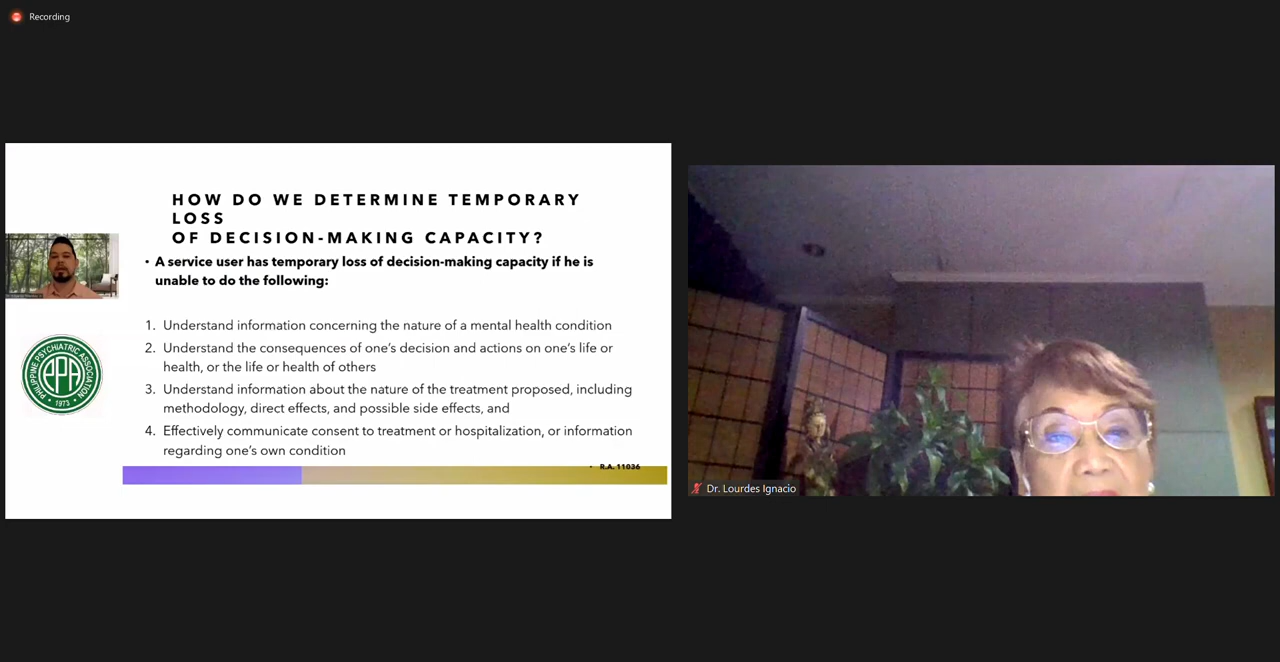 Recording
HOW DO WE DETERMINE TEMPORARY
LOSS
OF DECISION-MAKING CAPACITY?
• A service user has temporary loss of decision-making capacity if he is
unable to do the following:
1. Understand information concerning the nature of a mental health condition
2. Understand the consequences of one's decision and actions on one's life or
health, or the life or health of others
3. Understand information about the nature of the treatment proposed, including
methodology, direct effects, and possible side effects, and
4. Effectively communicate consent to treatment or hospitalization, or information
regarding one's own condition
• R.A. 11036
PHILIPPINE PSYCHIATRIC ASSOCIATION
PPA
• 1973 •
Dr. Lourdes Ignacio